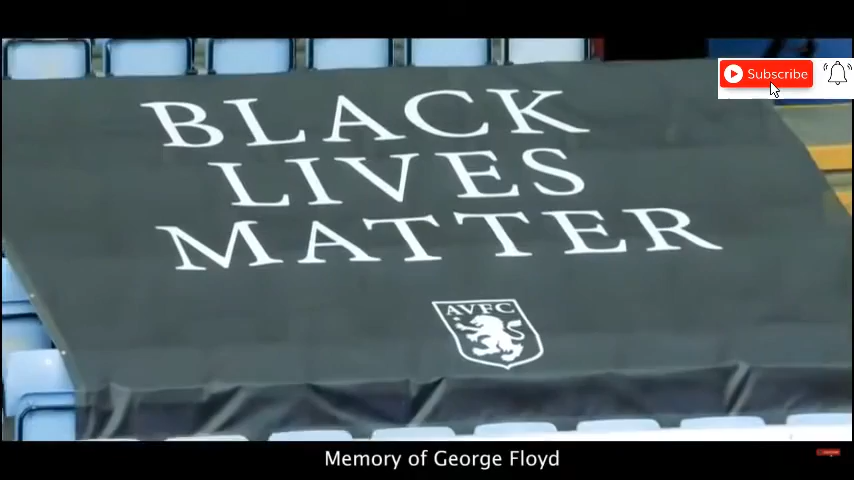 BLACK
LIVES
MATTER
AVFC
Subscribe
Memory of George Floyd